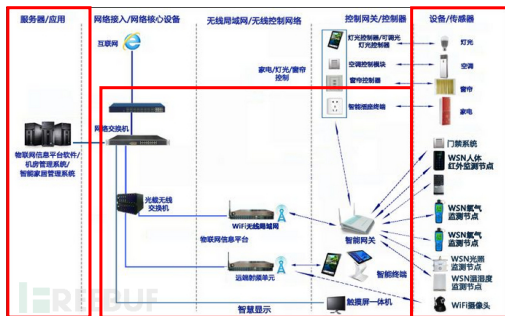 服务器/应用
网络接入/网络核心设备
无线局域网/无线控制网络
控制网关/控制器
设备/传感器
互联网
灯光控制器/可调光
灯光控制器
灯光
空调控制模块
空调
家电/灯光/窗帘
控制
窗帘控制器
窗帘
智能插座终端
家电
网络交换机
物联网信息平台软件/
机房管理系统/
智能家居管理系统
门禁系统
WSN人体
红外监测节点
光载无线
交换机
WiFi无线局域网
物联网信息平台
智能网关
WSN氧气
监测节点
WSN氧气
监测节点
WSN光照
监测节点
远端射频单元
智能终端
WSN温湿度
监测节点
智慧显示
触摸屏一体机
WiFi摄像头
REEBUF